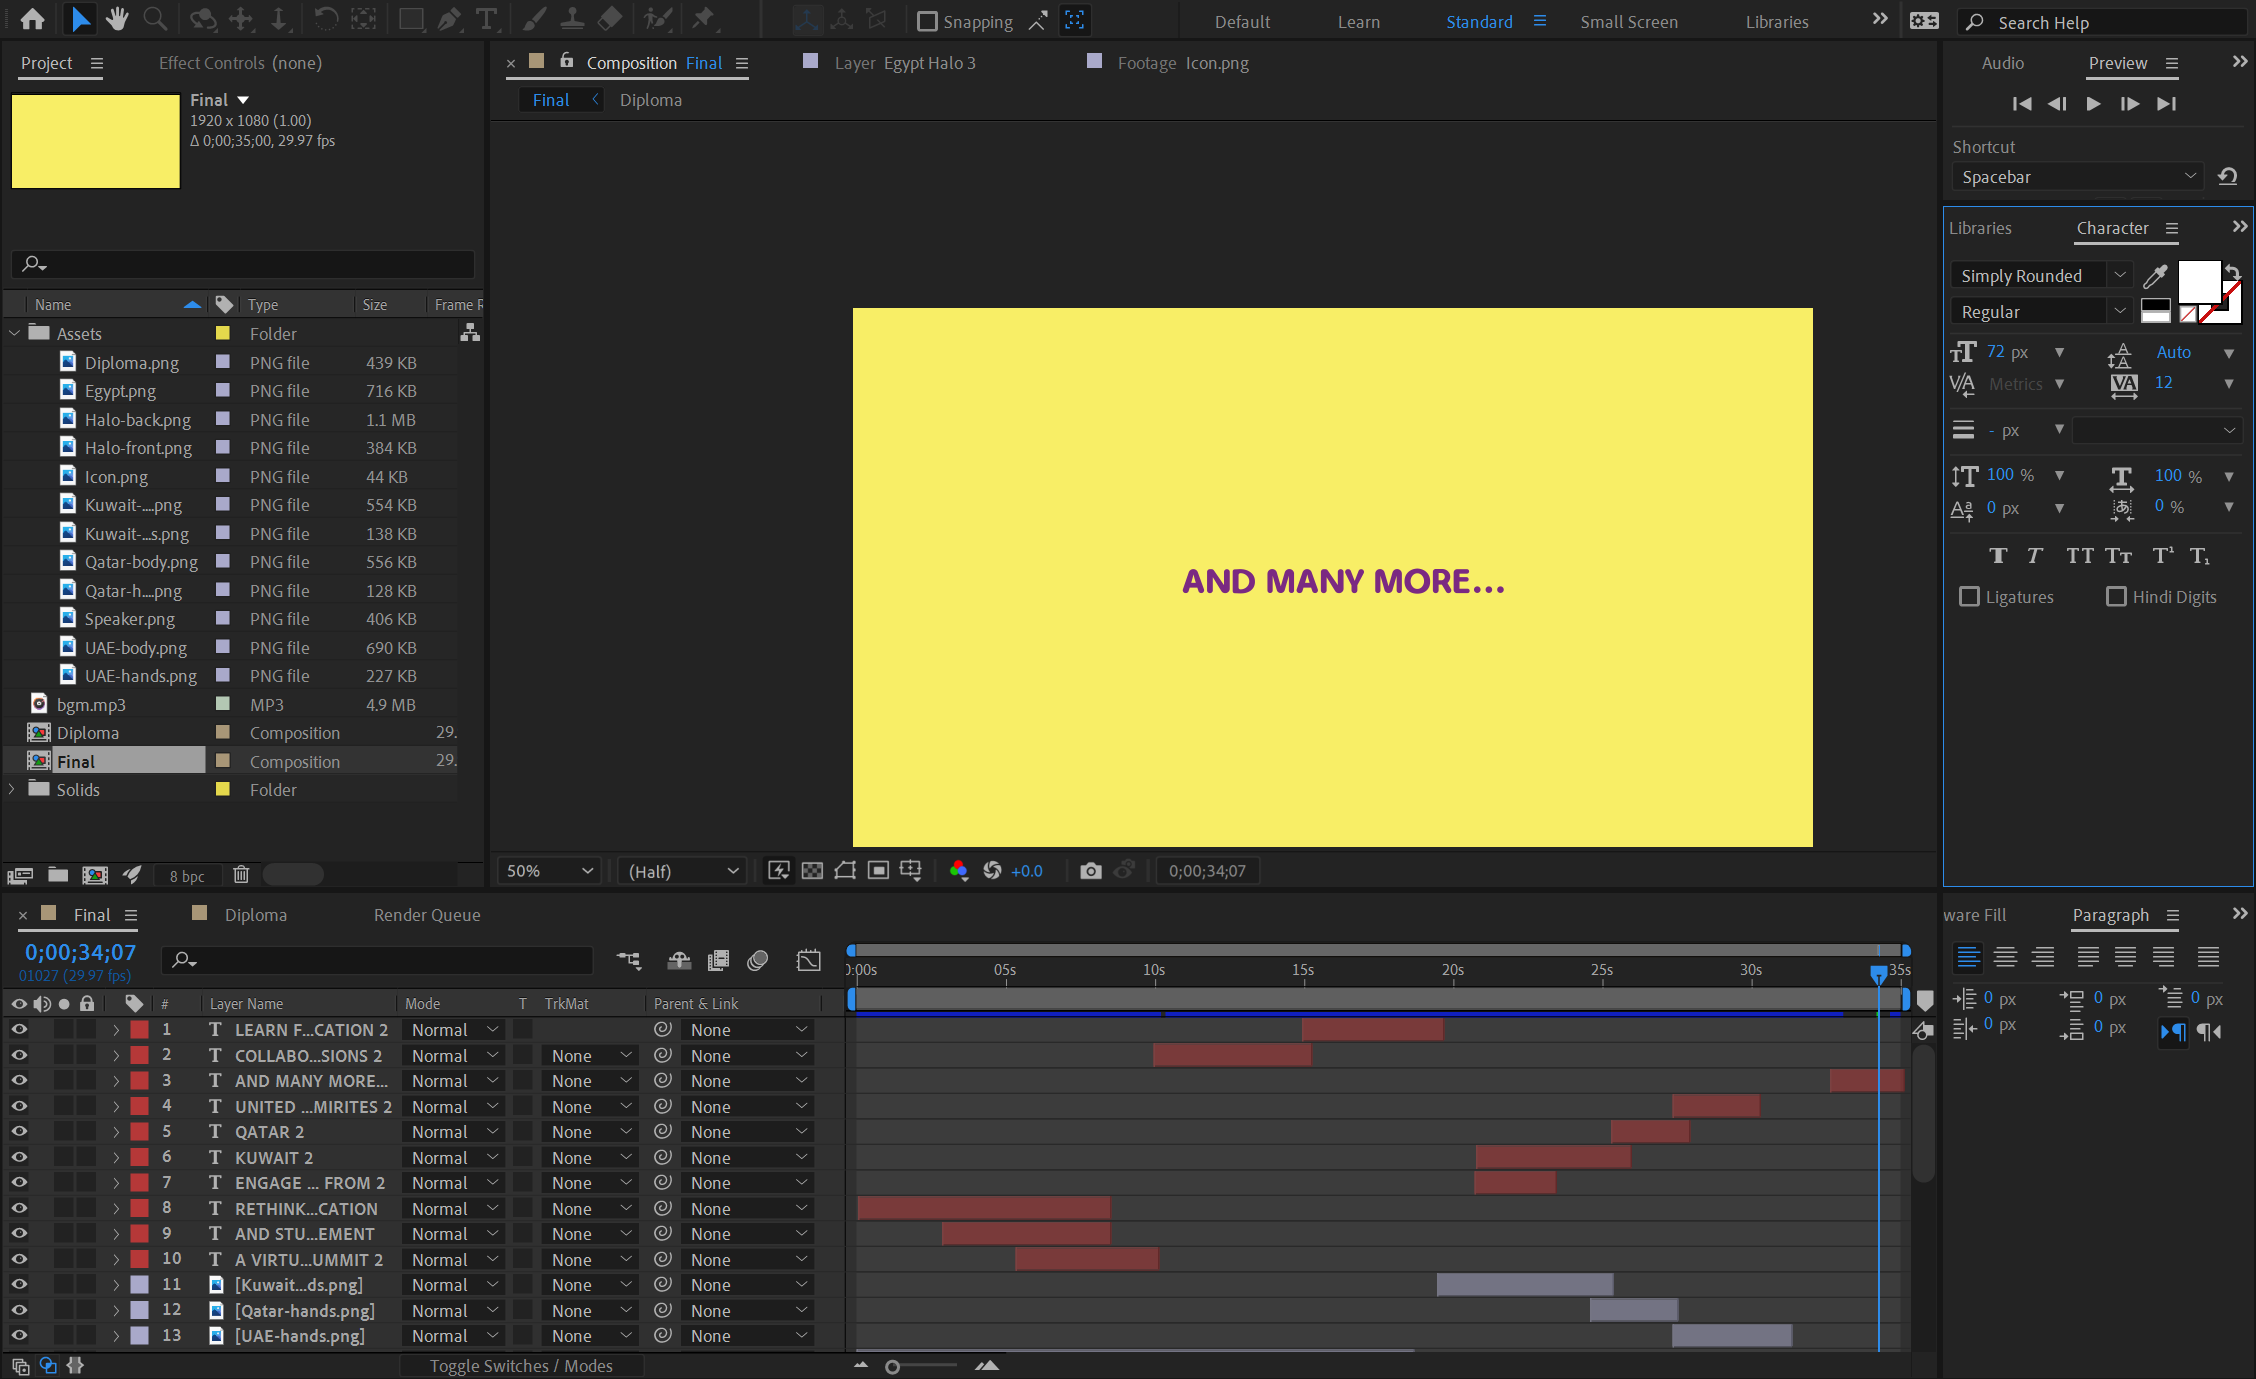 Snapping
Default
Learn
Standard
Small Screen
Libraries
Search Help
Project
Effect Controls (none)
Final
1920 x 1080 (1.00)
Δ 0;00;35;00, 29.97 fps
Name
Type
Size
Frame R
Assets
Folder
Diploma.png
PNG file
439 KB
Egypt.png
PNG file
716 KB
Halo-back.png
PNG file
1.1 MB
Halo-front.png
PNG file
384 KB
Icon.png
PNG file
44 KB
Kuwait-....png
PNG file
554 KB
Kuwait-...s.png
PNG file
138 KB
Qatar-body.png
PNG file
556 KB
Qatar-h....png
PNG file
128 KB
Speaker.png
PNG file
406 KB
UAE-body.png
PNG file
690 KB
UAE-hands.png
PNG file
227 KB
bgm.mp3
MP3
4.9 MB
Diploma
Composition
29.
Final
Composition
29.
Solids
Folder
8 bpc
Composition Final
Layer Egypt Halo 3
Footage Icon.png
Final
Diploma
AND MANY MORE...
50%
(Half)
+0.0
0;00;34;07
Audio
Preview
Shortcut
Spacebar
Libraries
Character
Simply Rounded
Regular
72 px
Auto
Metrics
12
- px
100 %
100 %
0 px
0 %
Ligatures
Hindi Digits
Final
Diploma
Render Queue
0;00;34;07
01027 (29.97 fps)
0:00s
05s
10s
15s
20s
25s
30s
35s
#
Layer Name
Mode
T
TrkMat
Parent & Link
1 T LEARN F...CATION 2 Normal None
2 T COLLABO...SIONS 2 Normal None None
3 T AND MANY MORE... Normal None None
4 T UNITED ...MIRITES 2 Normal None None
5 T QATAR 2 Normal None None
6 T KUWAIT 2 Normal None None
7 T ENGAGE ... FROM 2 Normal None None
8 T RETHINK...CATION Normal None None
9 T AND STU...EMENT Normal None None
10 T A VIRTU...UMMIT 2 Normal None None
11 [Kuwait...ds.png] Normal None None
12 [Qatar-hands.png] Normal None None
13 [UAE-hands.png] Normal None None
Toggle Switches / Modes
ware Fill
Paragraph
0 px
0 px
0 px
0 px
0 px